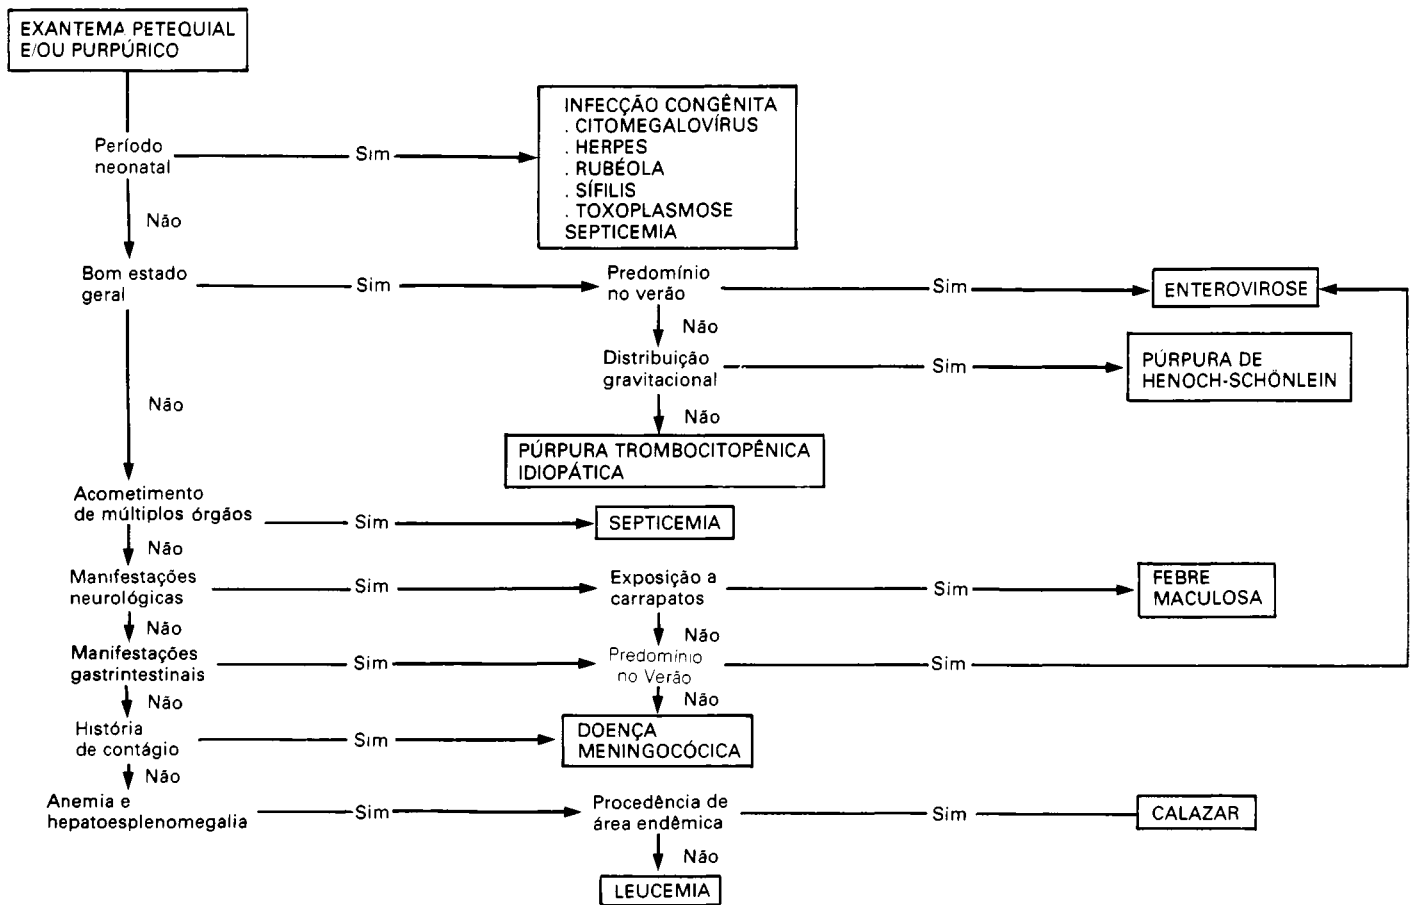 EXANTEMA PETEQUIAL
E/OU PURPÚRICO
Período
neonatal
Sim
INFECÇÃO CONGÊNITA
. CITOMEGALOVÍRUS
. HERPES
. RUBÉOLA
. SÍFILIS
. TOXOPLASMOSE
SEPTICEMIA
Não
Bom estado
geral
Sim
Predomínio
no verão
Sim
ENTEROVIROSE
Não
Distribuição
gravitacional
Sim
PÚRPURA DE
HENOCH-SCHÖNLEIN
Não
Não
PÚRPURA TROMBOCITOPÊNICA
IDIOPÁTICA
Acometimento
de múltiplos órgãos
Sim
SEPTICEMIA
Não
Manifestações
neurológicas
Sim
Exposição a
carrapatos
Sim
FEBRE
MACULOSA
Não
Não
Manifestações
gastrintestinais
Sim
Predomínio
no Verão
Sim
Não
Não
História
de contágio
Sim
DOENÇA
MENINGOCÓCICA
Não
Anemia e
hepatoesplenomegalia
Sim
Procedência de
área endêmica
Sim
CALAZAR
Não
LEUCEMIA